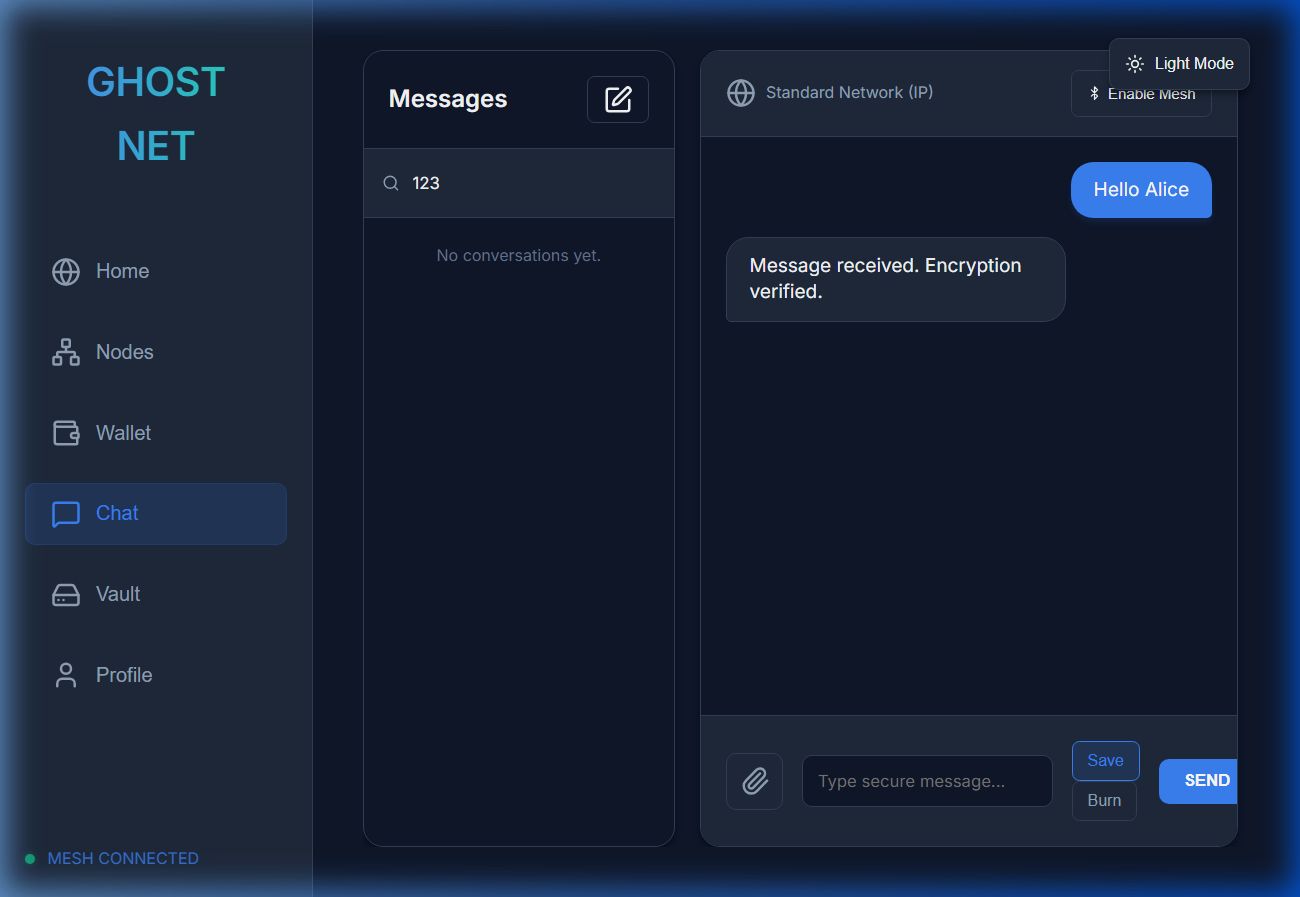 GHOST
NET
Home
Nodes
Wallet
Chat
Vault
Profile
MESH CONNECTED
Messages
123
No conversations yet.
Standard Network (IP)
Light Mode
Enable Mesh
Hello Alice
Message received. Encryption
verified.
Type secure message...
Save
Burn
SEND